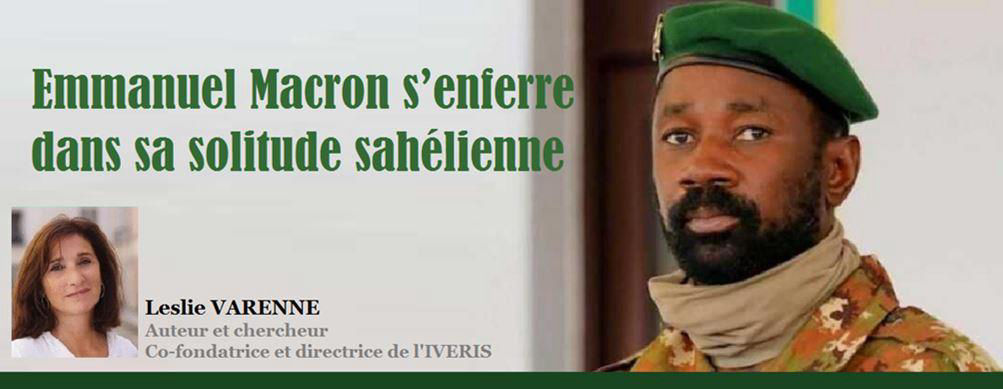 Emmanuel Macron s’enferre
dans sa solitude sahélienne
Leslie VARENNE
Auteur et chercheur
Co-fondatrice et directrice de l'IVERIS